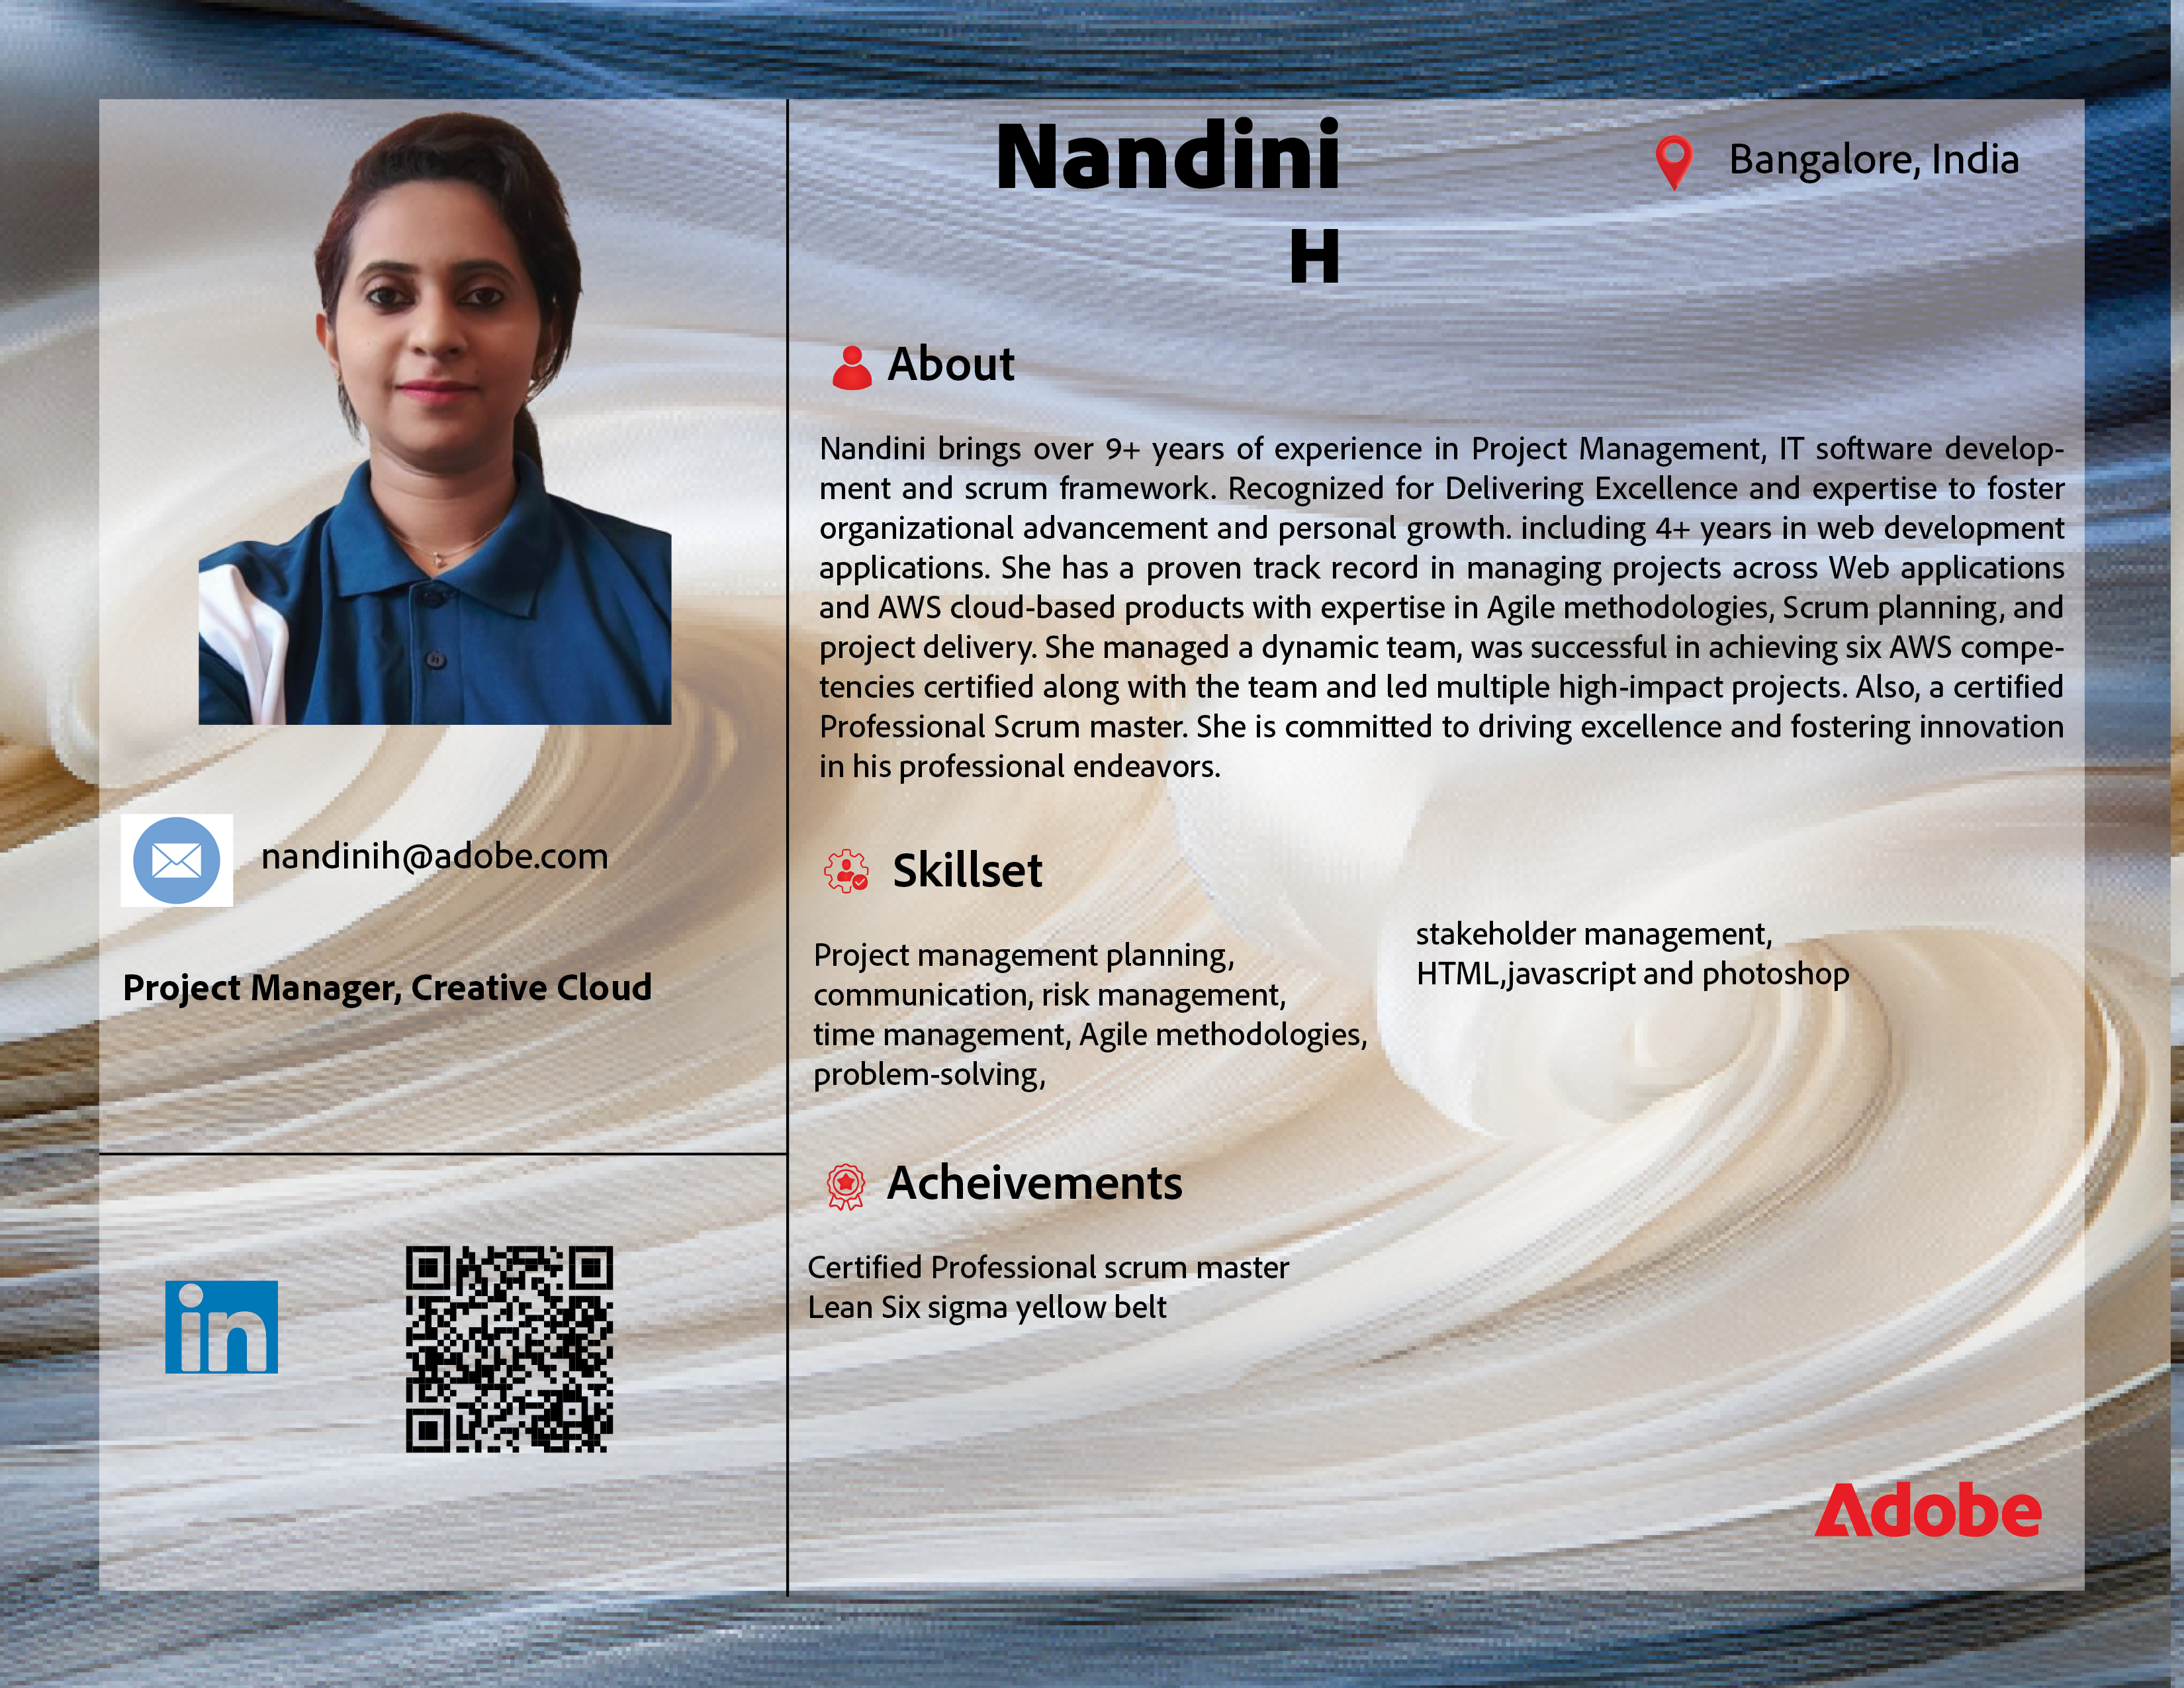 Nandini
H
Bangalore, India
About
Nandini brings over 9+ years of experience in Project Management, IT software develop-
ment and scrum framework. Recognized for Delivering Excellence and expertise to foster
organizational advancement and personal growth. including 4+ years in web development
applications. She has a proven track record in managing projects across Web applications
and AWS cloud-based products with expertise in Agile methodologies, Scrum planning, and
project delivery. She managed a dynamic team, was successful in achieving six AWS compe-
tencies certified along with the team and led multiple high-impact projects. Also, a certified
Professional Scrum master. She is committed to driving excellence and fostering innovation
in his professional endeavors.
nandinih@adobe.com
Project Manager, Creative Cloud
Skillset
Project management planning,
communication, risk management,
time management, Agile methodologies,
problem-solving,
stakeholder management,
HTML,javascript and photoshop
Acheivements
Certified Professional scrum master
Lean Six sigma yellow belt
in
Adobe